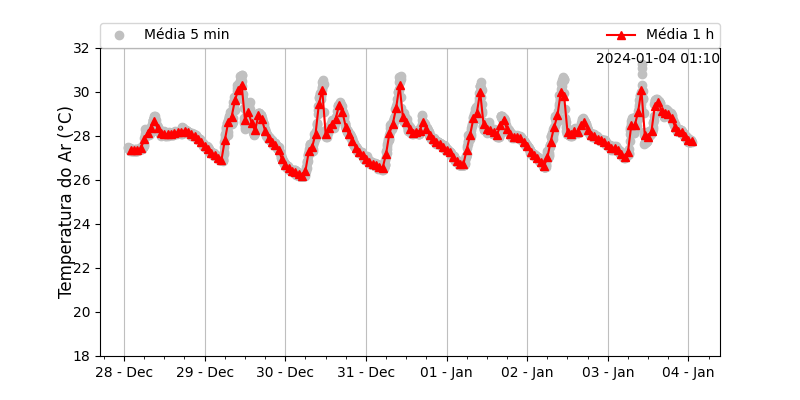 Média 5 min
Média 1 h
2024-01-04 01:10
Temperatura do Ar (°C)
32
30
28
26
24
22
20
18
28 - Dec
29 - Dec
30 - Dec
31 - Dec
01 - Jan
02 - Jan
03 - Jan
04 - Jan